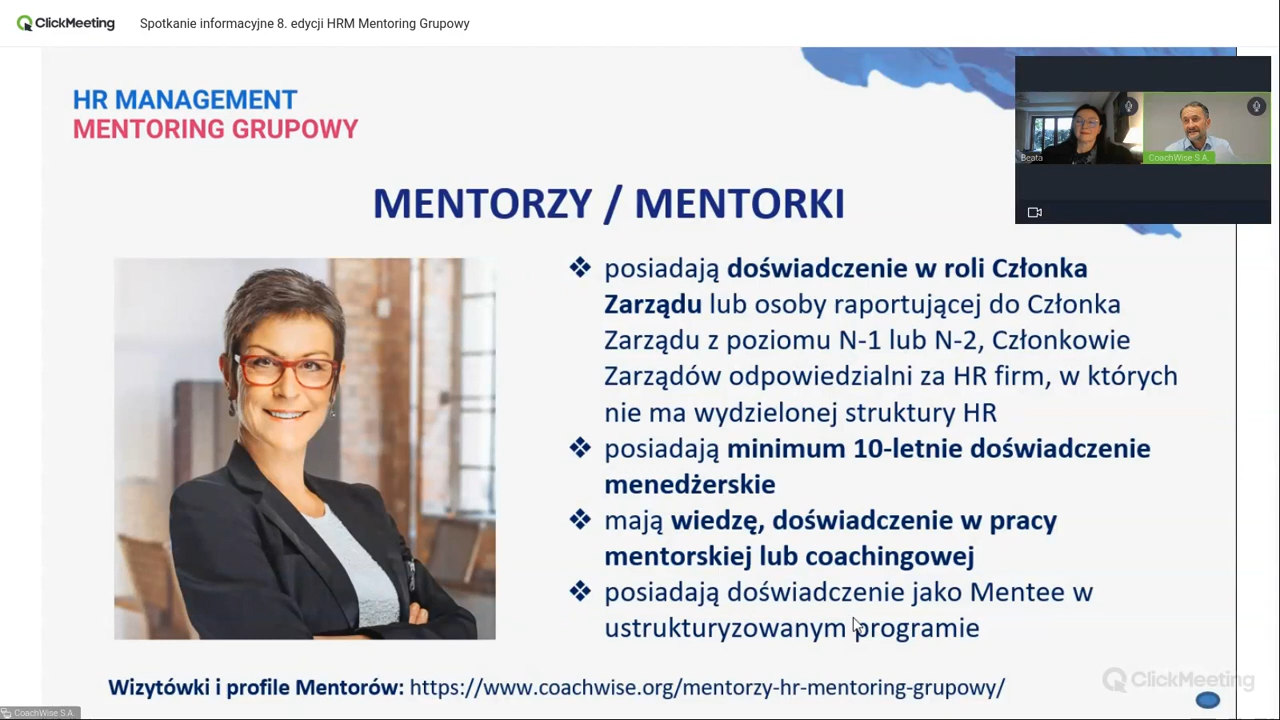 ClickMeeting
Spotkanie informacyjne 8. edycji HRM Mentoring Grupowy
HR MANAGEMENT
MENTORING GRUPOWY
Beata
CoachWise S.A.
MENTORZY / MENTORKI
❖ posiadają doświadczenie w roli Członka
Zarządu lub osoby raportującej do Członka
Zarządu z poziomu N-1 lub N-2, Członkowie
Zarządów odpowiedzialni za HR firm, w których
nie ma wydzielonej struktury HR
❖ posiadają minimum 10-letnie doświadczenie
menedżerskie
❖ mają wiedzę, doświadczenie w pracy
mentorskiej lub coachingowej
❖ posiadają doświadczenie jako Mentee w
ustrukturyzowanym programie
Wizytówki i profile Mentorów: https://www.coachwise.org/mentorzy-hr-mentoring-grupowy/
ClickMeeting
CoachWise S.A.